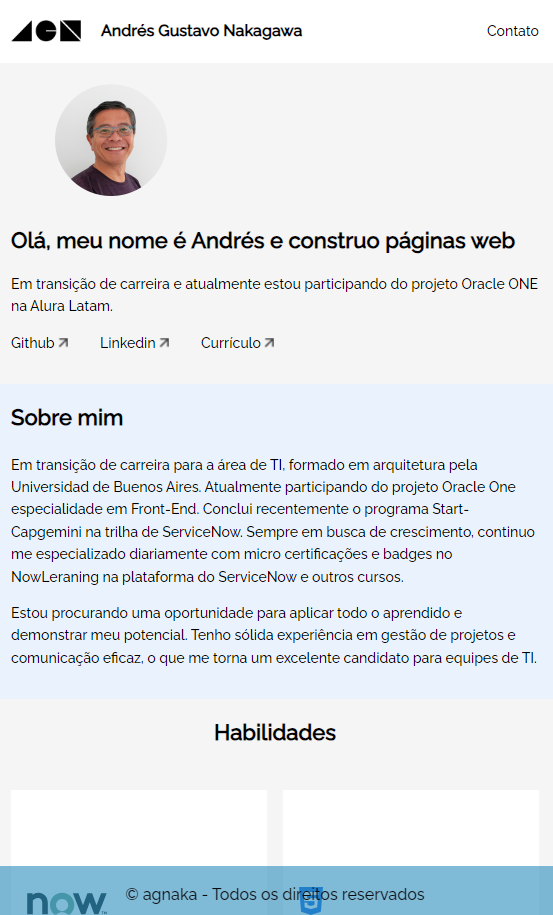 AGN Andrés Gustavo Nakagawa Contato
Olá, meu nome é Andrés e construo páginas web
Em transição de carreira e atualmente estou participando do projeto Oracle ONE
na Alura Latam.
Github Linkedin Currículo
Sobre mim
Em transição de carreira para a área de TI, formado em arquitetura pela
Universidad de Buenos Aires. Atualmente participando do projeto Oracle One
especialidade em Front-End. Conclui recentemente o programa Start-
Capgemini na trilha de ServiceNow. Sempre em busca de crescimento, continuo
me especializado diariamente com micro certificações e badges no
NowLeraning na plataforma do ServiceNow e outros cursos.
Estou procurando uma oportunidade para aplicar todo o aprendido e
demonstrar meu potencial. Tenho sólida experiência em gestão de projetos e
comunicação eficaz, o que me torna um excelente candidato para equipes de TI.
Habilidades
now
© agnaka - Todos os direitos reservados